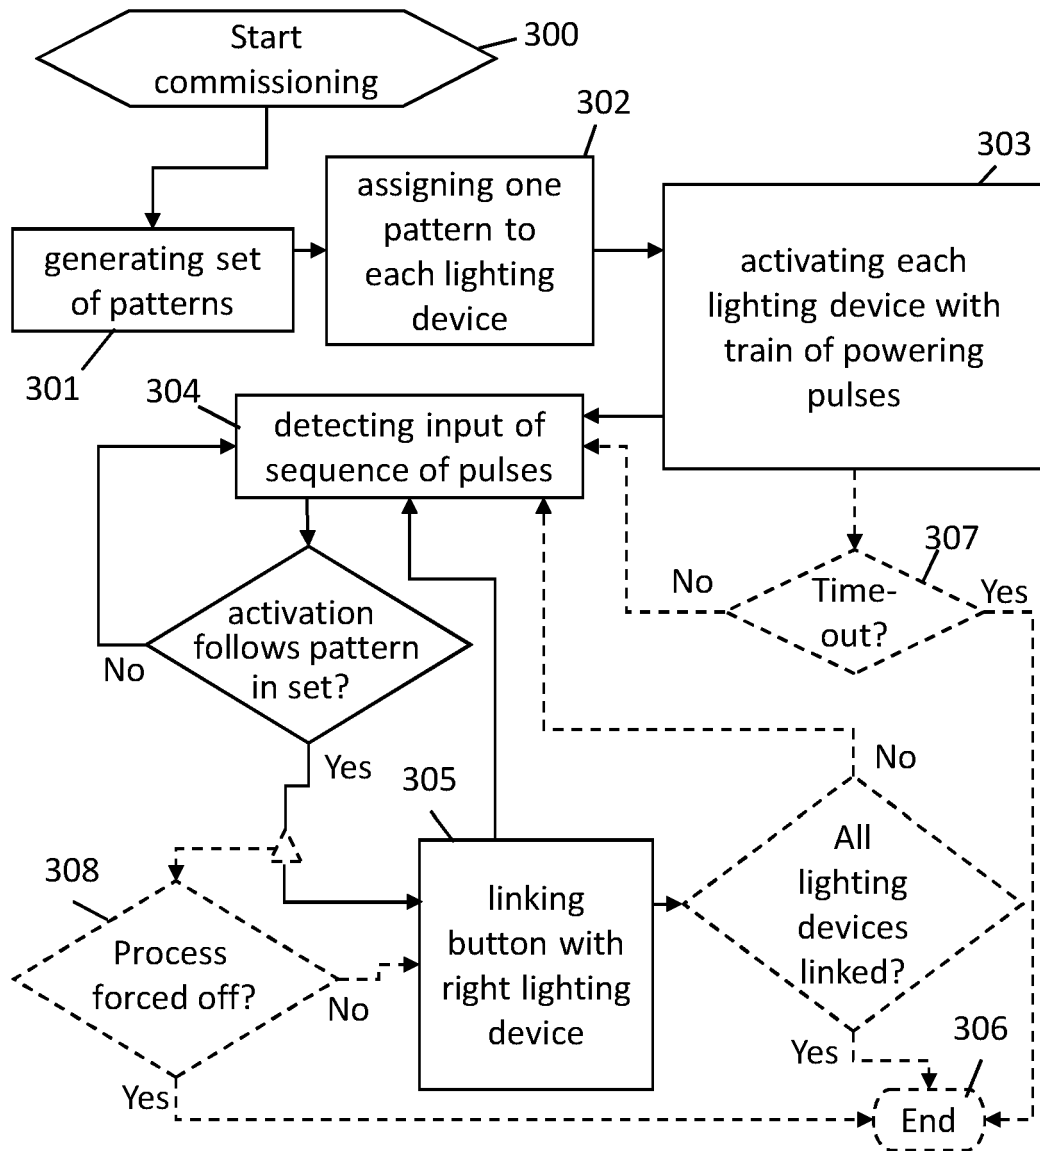 Start
commissioning
300
302
303
assigning one
pattern to
each lighting
device
generating set
of patterns
activating each
lighting device with
train of powering
pulses
301
304
detecting input of
sequence of pulses
307
No
Time-
out?
Yes
activation
follows pattern
in set?
No
Yes
305
No
308
All
lighting
devices
linked?
linking
button with
right lighting
device
Process
forced off?
No
306
Yes
Yes
End